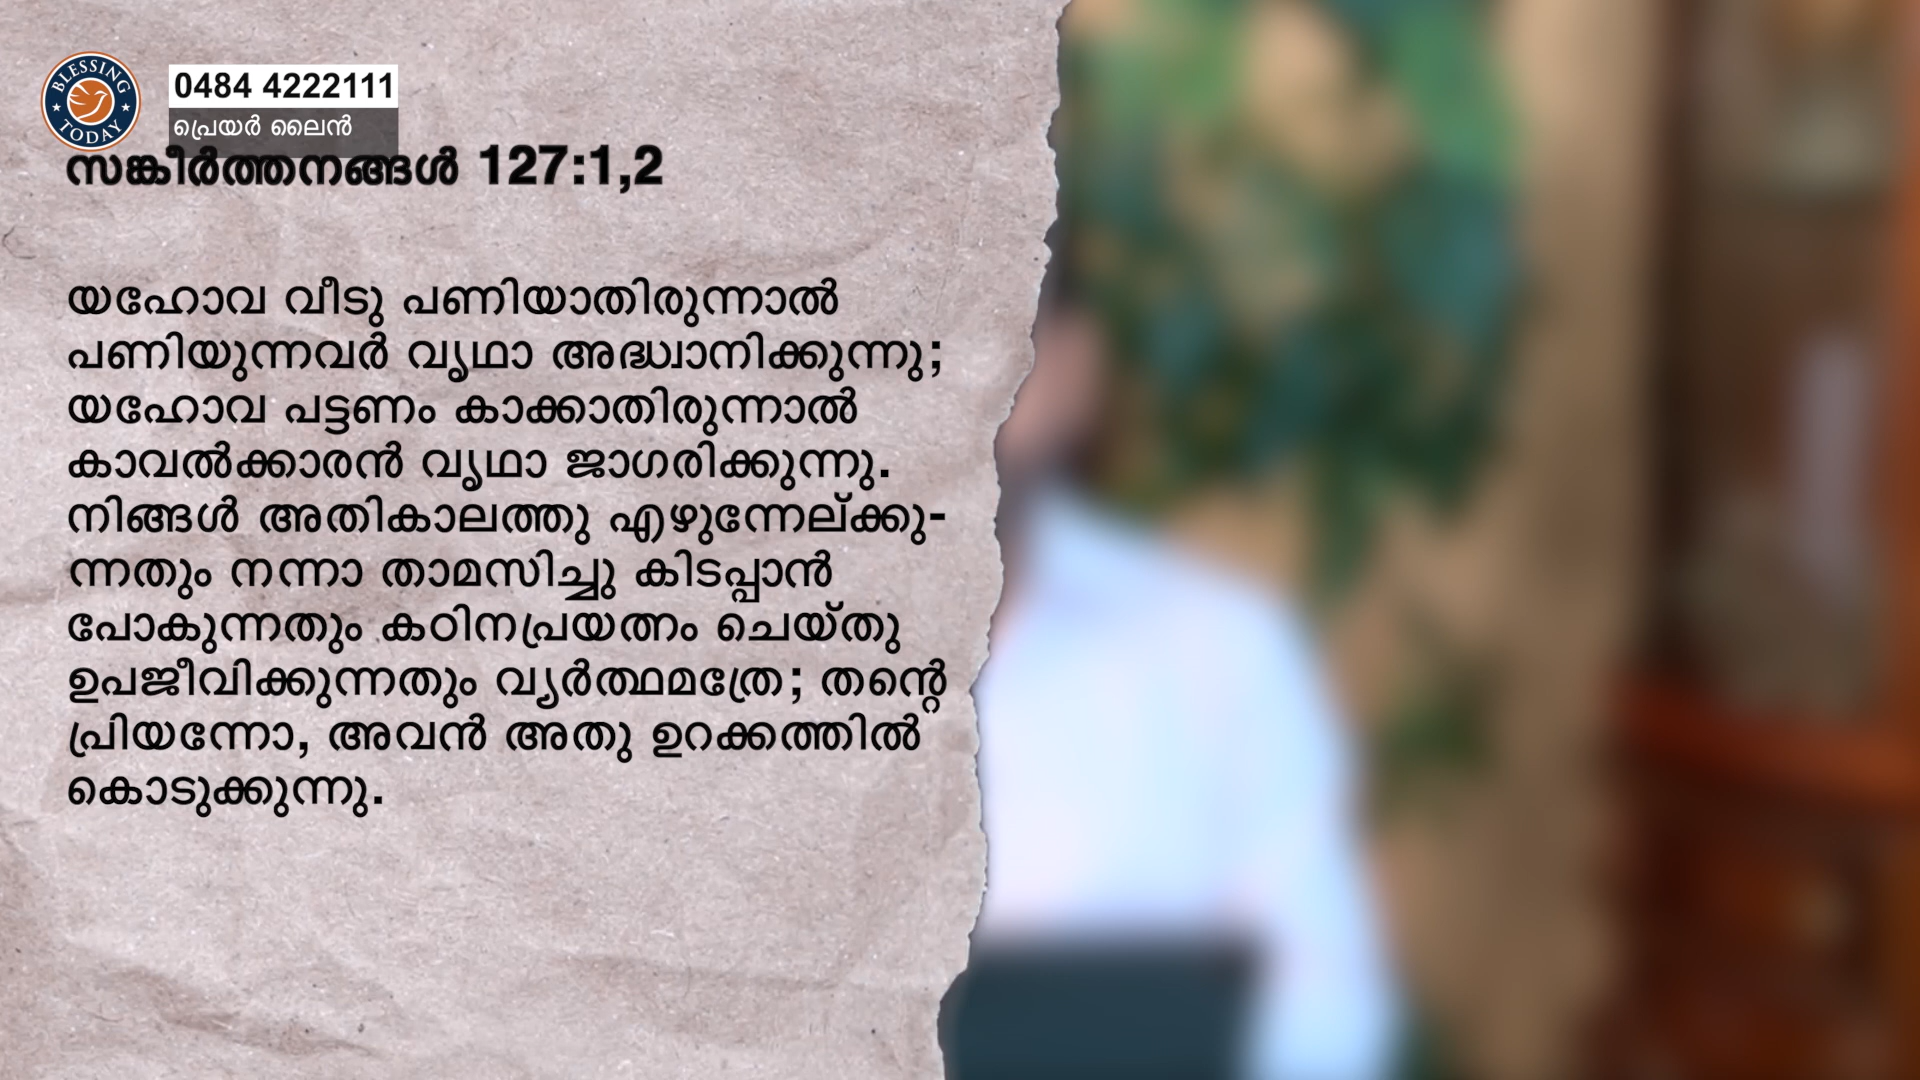 BLESSING TODAY
0484 4222111
പ്രെയർ ലൈൻ
സങ്കീർത്തനങ്ങൾ 127:1,2
യഹോവ വീടു പണിയാതിരുന്നാൽ
പണിയുന്നവർ വൃഥാ അദ്ധ്വാനിക്കുന്നു;
യഹോവ പട്ടണം കാക്കാതിരുന്നാൽ
കാവൽക്കാരൻ വൃഥാ ജാഗരിക്കുന്നു.
നിങ്ങൾ അതികാലത്തു എഴുന്നേല്ക്കു-
ന്നതും നന്നാ താമസിച്ചു കിടപ്പാൻ
പോകുന്നതും കഠിനപ്രയത്നം ചെയ്തു
ഉപജീവിക്കുന്നതും വ്യർത്ഥമത്രേ; തന്റെ
പ്രിയന്നോ, അവൻ അതു ഉറക്കത്തിൽ
കൊടുക്കുന്നു.